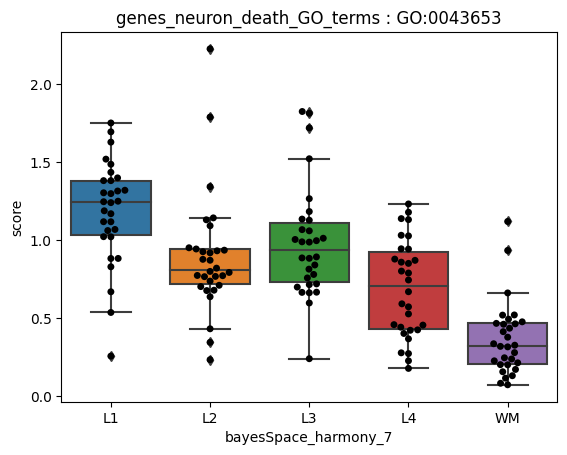 genes_neuron_death_GO_terms : GO:0043653
2.0
1.5
1.0
0.5
0.0
score
L1 L2 L3 L4 WM
bayesSpace_harmony_7